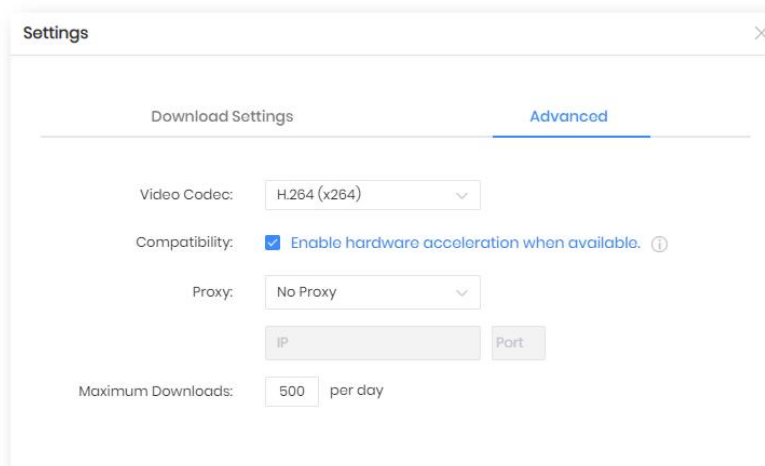 Settings
Download Settings Advanced
Video Codec: H.264 (x264)
Compatibility: Enable hardware acceleration when available.
Proxy: No Proxy
IP Port
Maximum Downloads: 500 per day